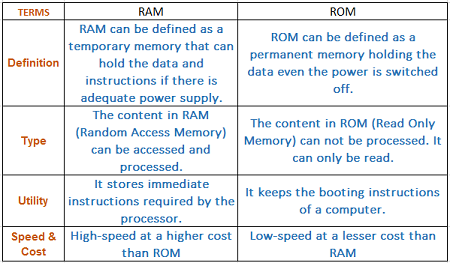 TERMS RAM ROM
Definition
RAM can be defined as a
temporary memory that can
hold the data and
instructions if there is
adequate power supply.
ROM can be defined as a
permanent memory holding the
data even the power is switched
off.
Type
The content in RAM
(Random Access Memory)
can be accessed and
processed.
The content in ROM (Read Only
Memory) can not be processed. It
can only be read.
Utility
It stores immediate
instructions required by the
processor.
It keeps the booting instructions
of a computer.
Speed &
Cost
High-speed at a higher cost
than ROM
Low-speed at a lesser cost than
RAM